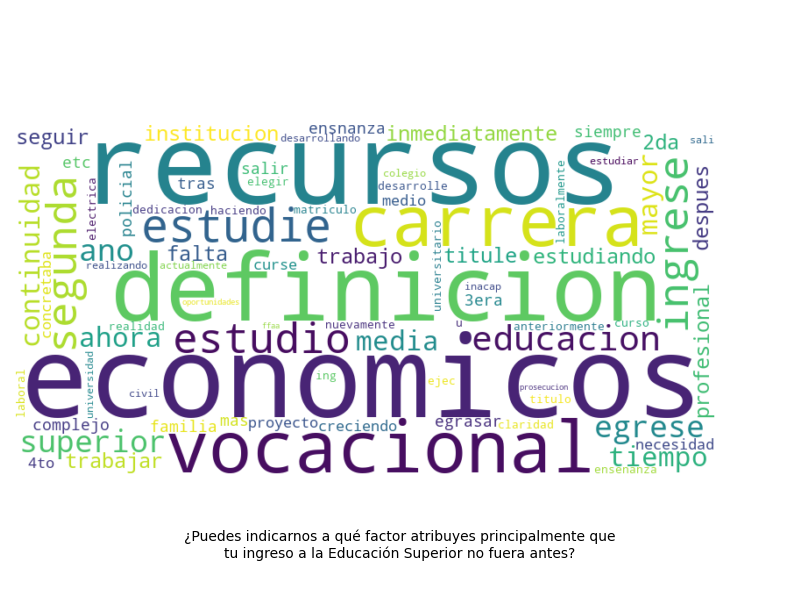 seguir institucion ensnanza inmediatamente siempre 2da sali
desarrollando
recursos
etc salir estudiar
policial tras elegir colegio desarrolle mayor ingrese despues
electrica dedicacion haciendo matriculo medio laboralmente
continuidad segunda estudie carrera
ano falta trabajo universitario titule estudiando
concretaba realizando actualmente curse
definicion
inacap
oportunidades 3era
realidad ffaa nuevamente u anteriormente curso
ahora estudio media educacion profesional
economicos
laboral universidad civil ing ejec prosecucion
titulo
complejo familia mas proyecto creciendo egrasar claridad egrese
superior vocacional necesidad
4to trabajar tiempo
ensenanza
¿Puedes indicarnos a qué factor atribuyes principalmente que
tu ingreso a la Educación Superior no fuera antes?